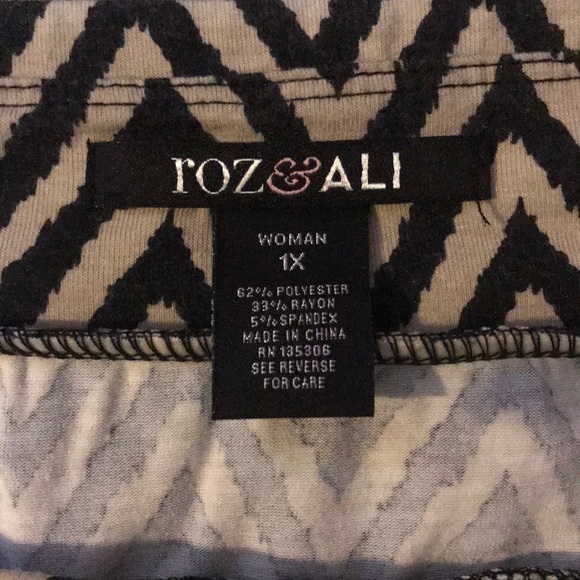 roz&ALI
WOMAN
1X
62% POLYESTER
33% RAYON
5% SPANDEX
MADE IN CHINA
RN 135306
SEE REVERSE
FOR CARE